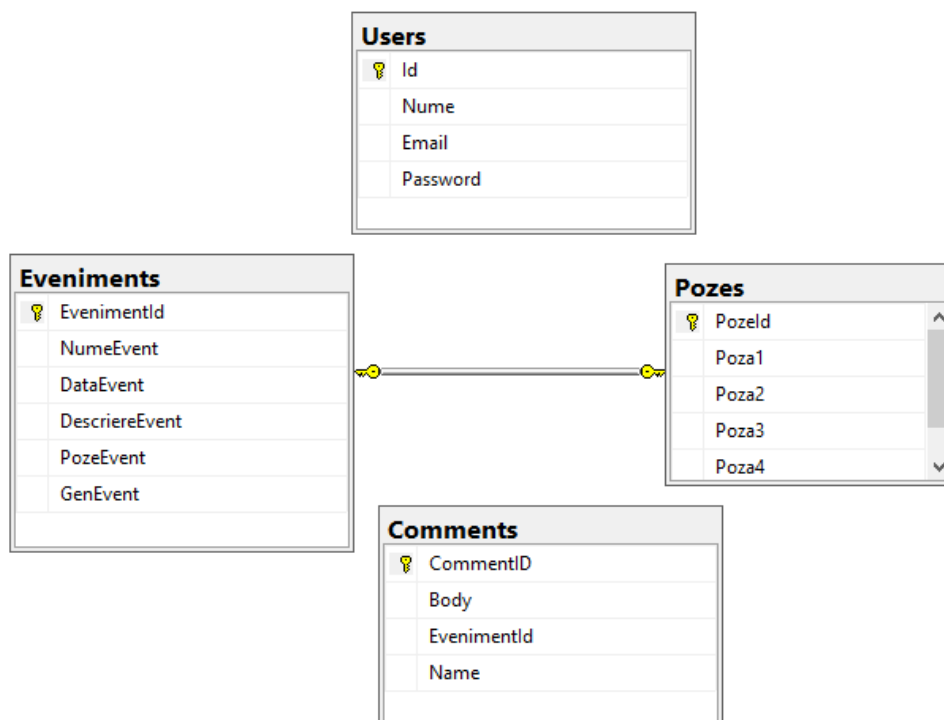 Users
Id
Nume
Email
Password
Eveniments
EvenimentId
NumeEvent
DataEvent
DescriereEvent
PozeEvent
GenEvent
Pozes
PozeId
Poza1
Poza2
Poza3
Poza4
Comments
CommentID
Body
EvenimentId
Name